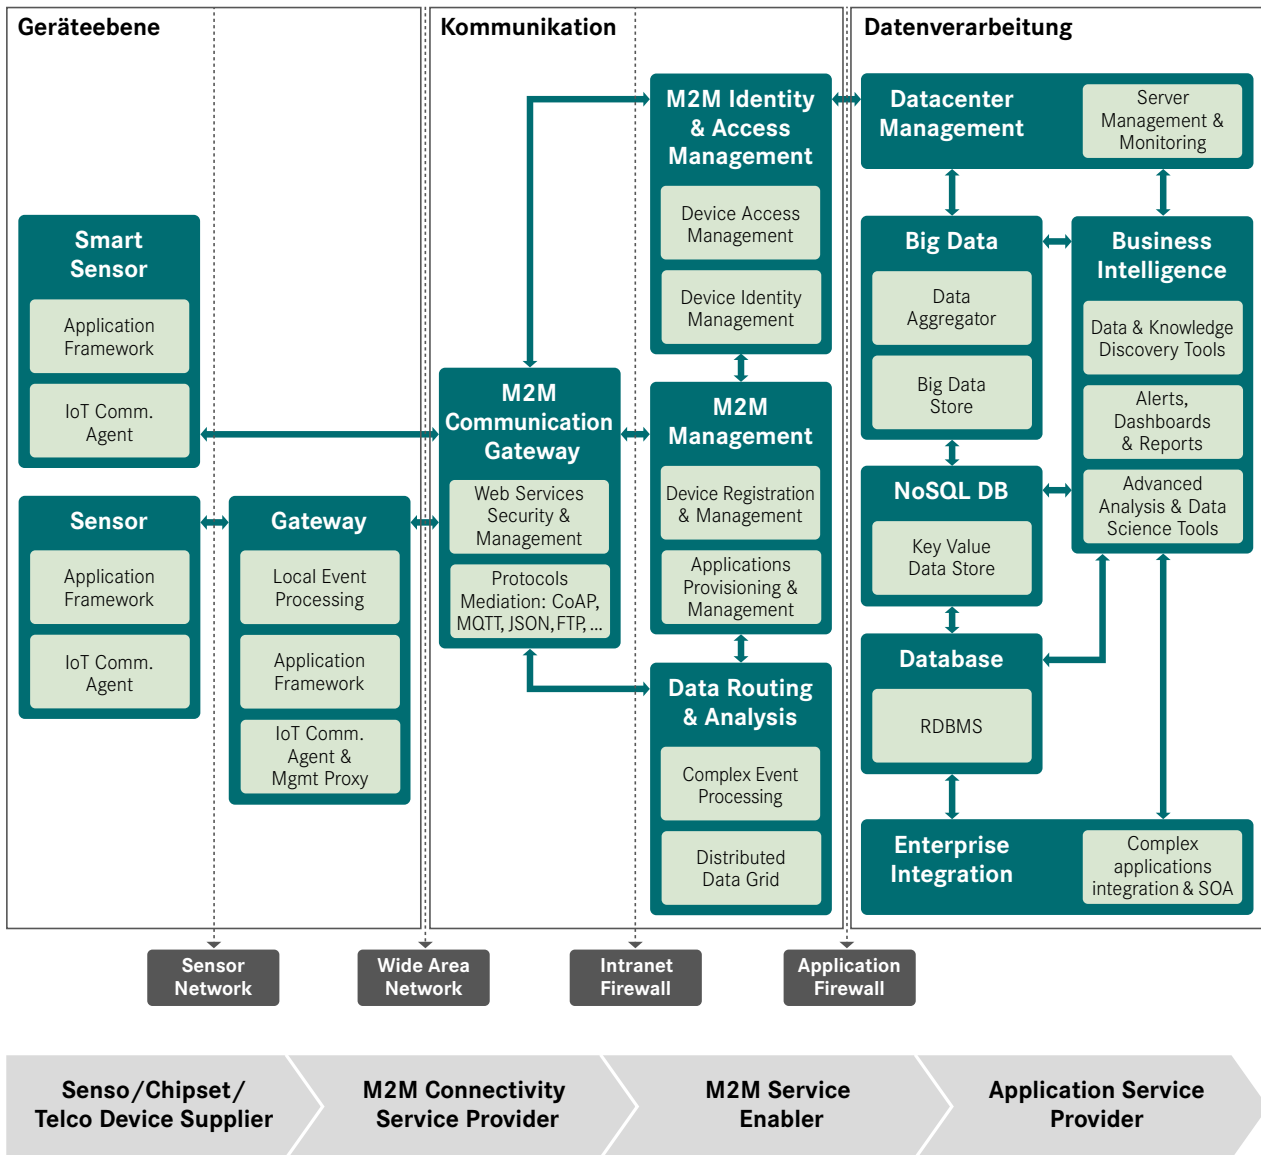 Geräteebene
Smart
Sensor
Application
Framework
IoT Comm.
Agent
Sensor
Application
Framework
IoT Comm.
Agent
Gateway
Local Event
Processing
Application
Framework
IoT Comm.
Agent &
Mgmt Proxy
Kommunikation
M2M
Communication
Gateway
Web Services
Security &
Management
Protocols
Mediation: CoAP,
MQTT, JSON, FTP, ...
M2M Identity
& Access
Management
Device Access
Management
Device Identity
Management
M2M
Management
Device Registration
& Management
Applications
Provisioning &
Management
Data Routing
& Analysis
Complex Event
Processing
Distributed
Data Grid
Datenverarbeitung
Datacenter
Management
Server
Management &
Monitoring
Big Data
Data
Aggregator
Big Data
Store
Business
Intelligence
Data & Knowledge
Discovery Tools
Alerts,
Dashboards
& Reports
Advanced
Analysis & Data
Science Tools
NoSQL DB
Key Value
Data Store
Database
RDBMS
Enterprise
Integration
Complex
applications
integration & SOA
Sensor
Network
Wide Area
Network
Intranet
Firewall
Application
Firewall
Senso/Chipset/
Telco Device Supplier
M2M Connectivity
Service Provider
M2M Service
Enabler
Application Service
Provider